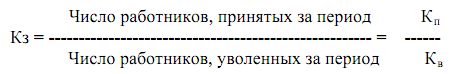 Число работников, принятых за период Кп
Кз = ---------------------------------------------------- = ------
Число работников, уволенных за период Кв